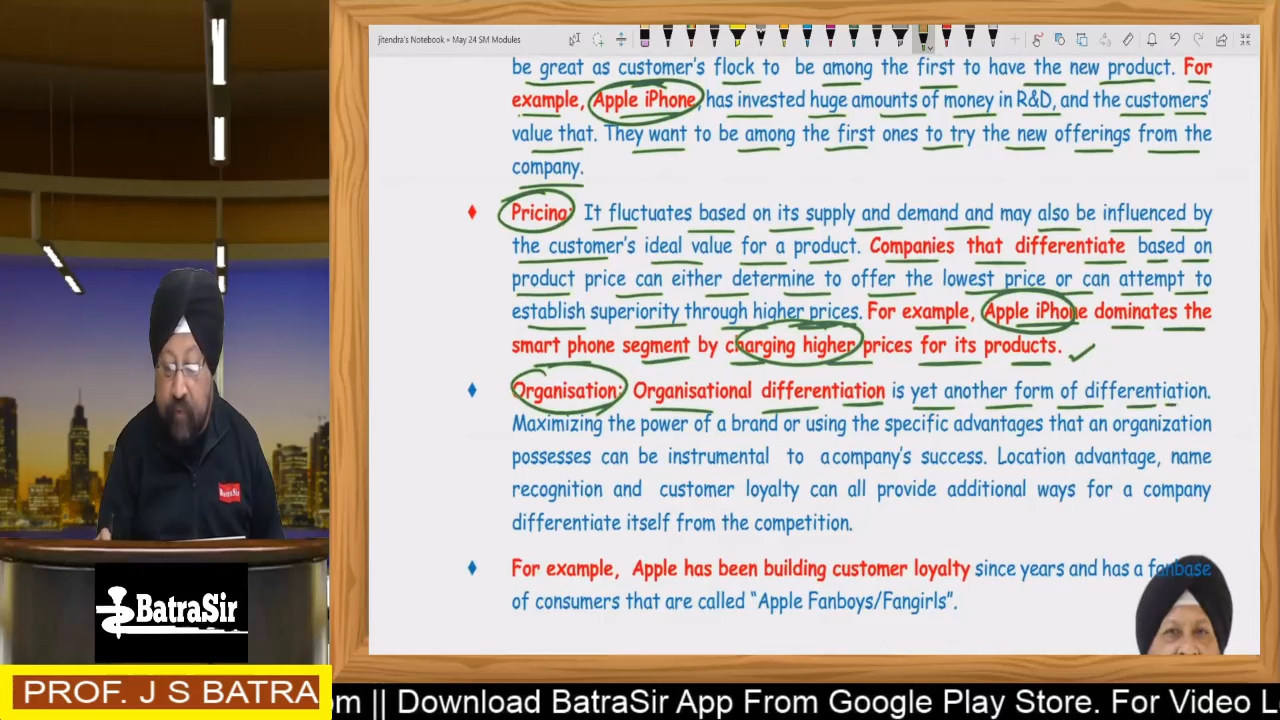 jitendra's Notebook » May 24 SM Modules
be great as customer's flock to be among the first to have the new product. For
example, Apple iPhone, has invested huge amounts of money in R&D, and the customers'
value that. They want to be among the first ones to try the new offerings from the
company.
Pricing: It fluctuates based on its supply and demand and may also be influenced by
the customer's ideal value for a product. Companies that differentiate based on
product price can either determine to offer the lowest price or can attempt to
establish superiority through higher prices. For example, Apple iPhone dominates the
smart phone segment by charging higher prices for its products.
Organisation: Organisational differentiation is yet another form of differentiation.
Maximizing the power of a brand or using the specific advantages that an organization
possesses can be instrumental to a company's success. Location advantage, name
recognition and customer loyalty can all provide additional ways for a company
differentiate itself from the competition.
For example, Apple has been building customer loyalty since years and has a fanbase
of consumers that are called "Apple Fanboys/Fangirls".
BatraSir
BatraSir
PROF. J S BATRA
om || Download BatraSir App From Google Play Store. For Video L